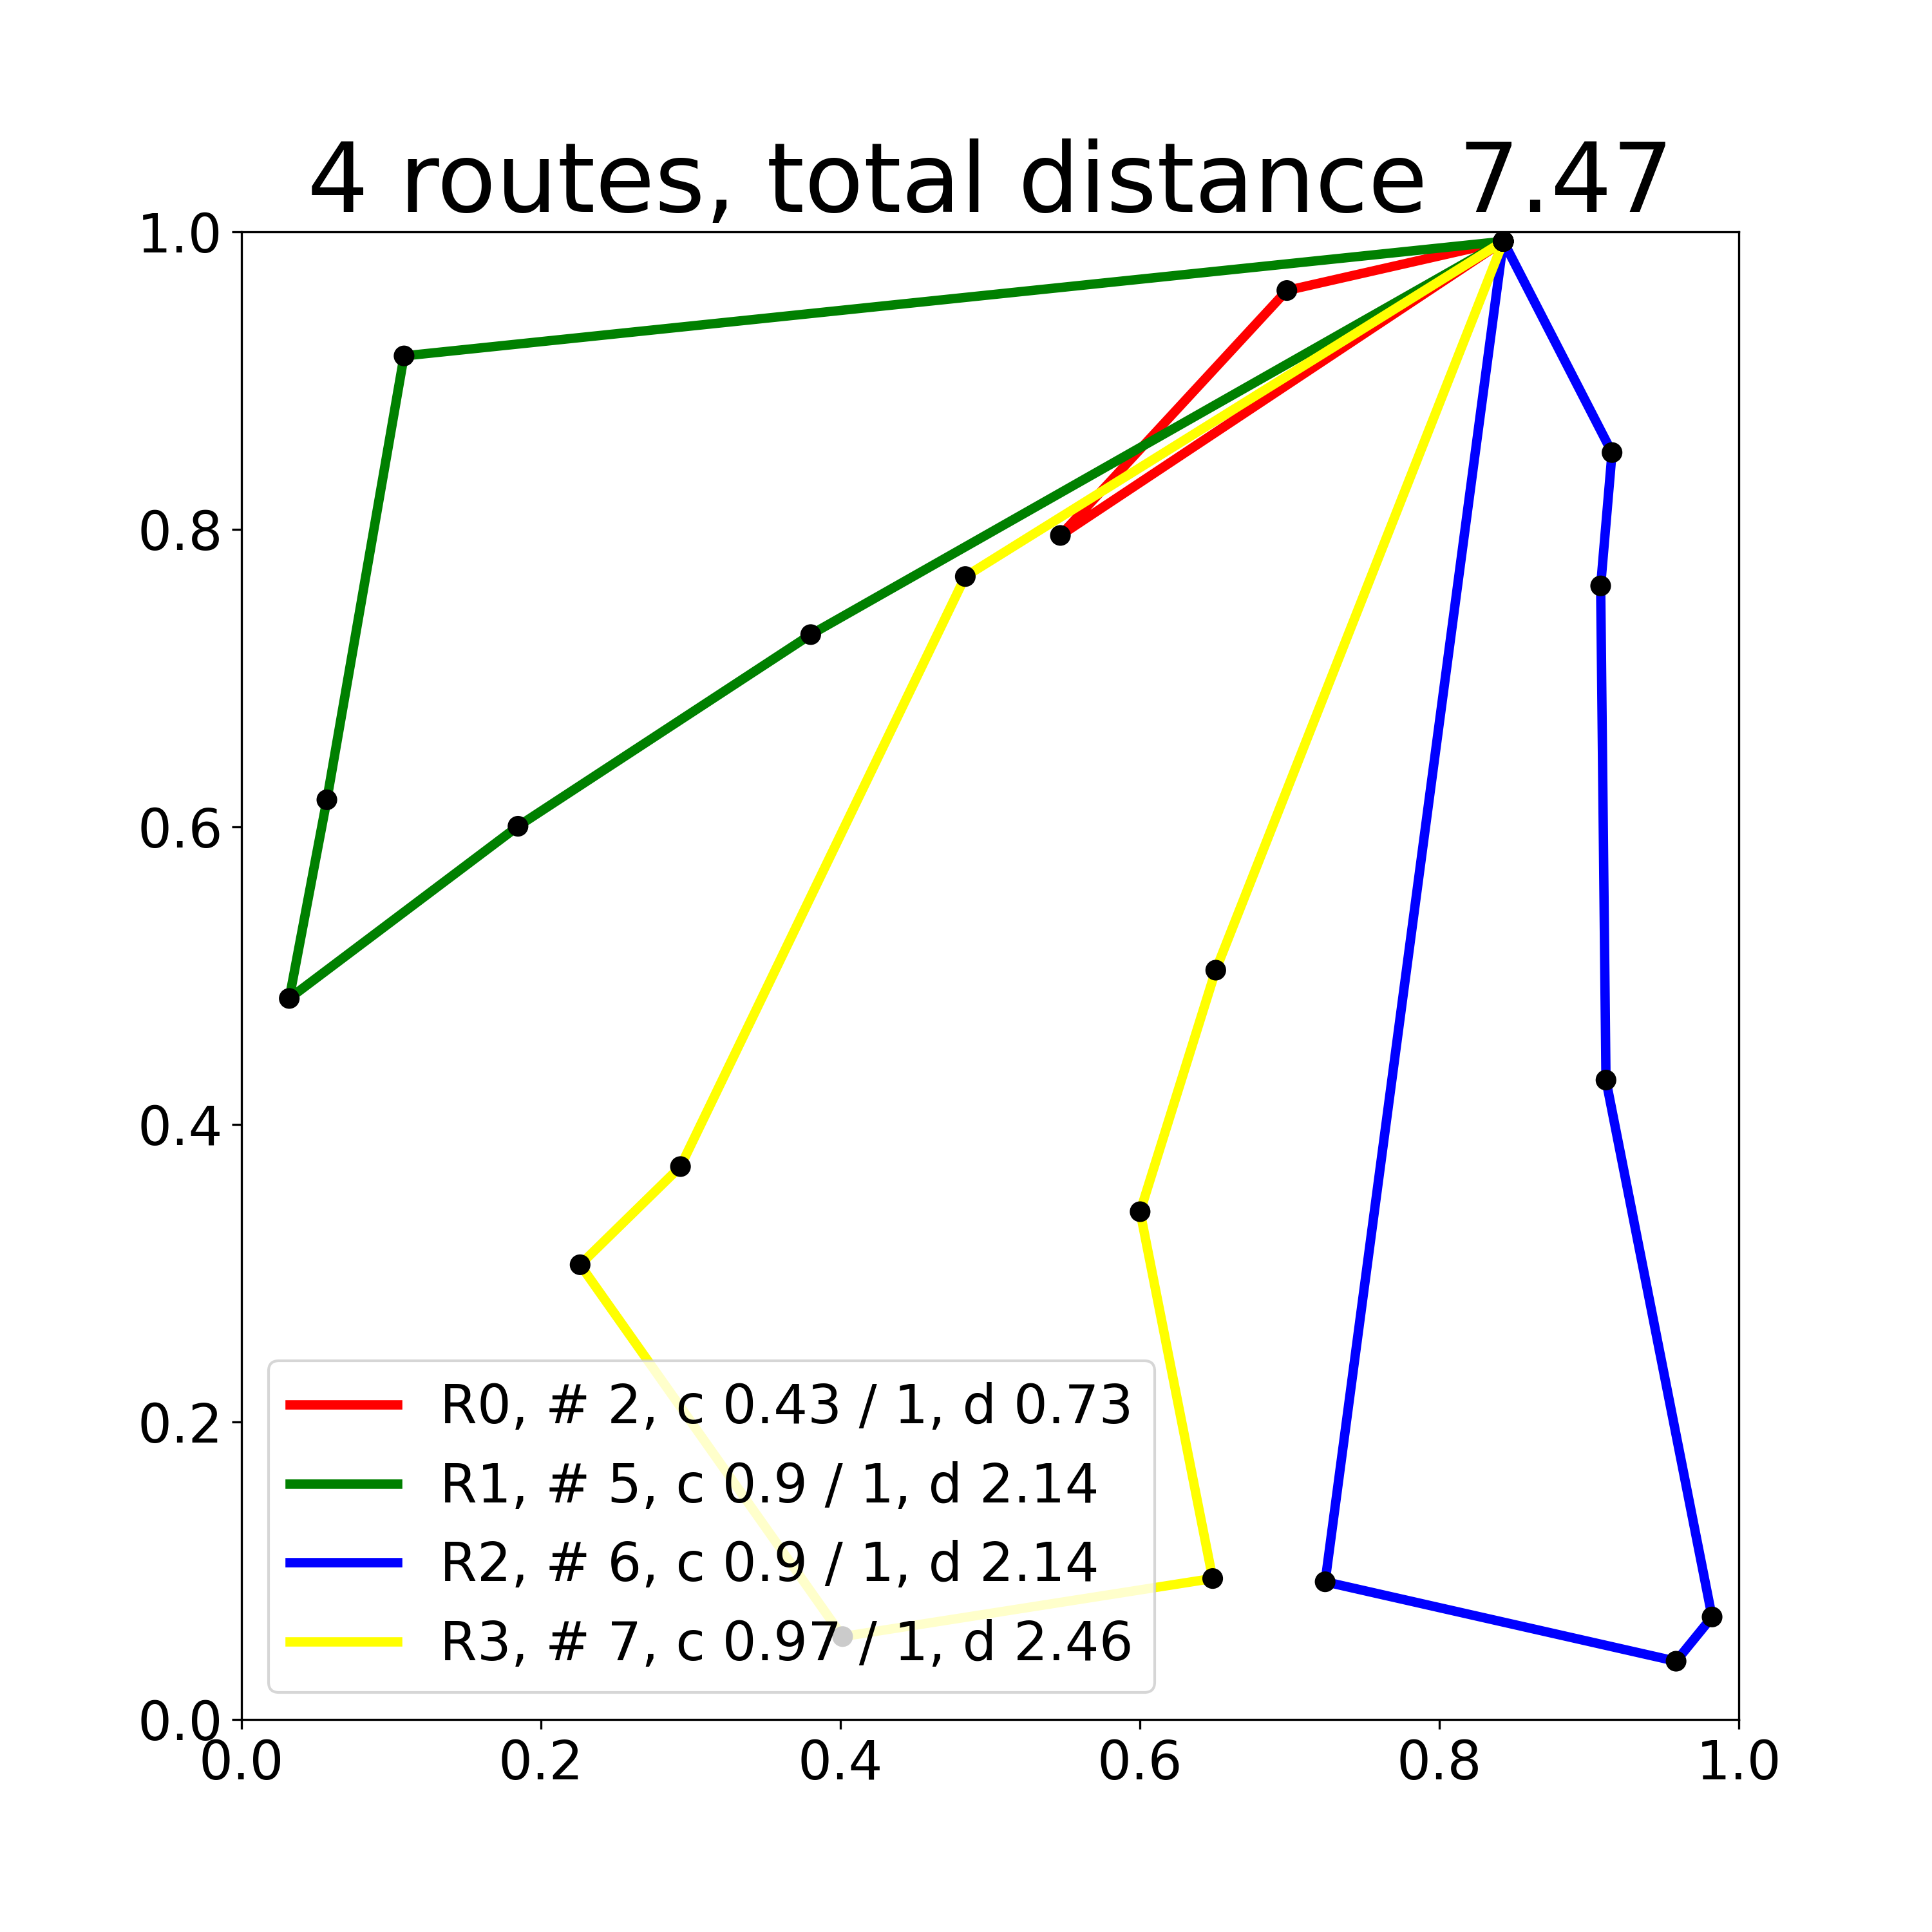 4 routes, total distance 7.47
1.0
0.8
0.6
0.4
0.2
0.0
0.0 0.2 0.4 0.6 0.8 1.0
R0, # 2, c 0.43 / 1, d 0.73
R1, # 5, c 0.9 / 1, d 2.14
R2, # 6, c 0.9 / 1, d 2.14
R3, # 7, c 0.97 / 1, d 2.46